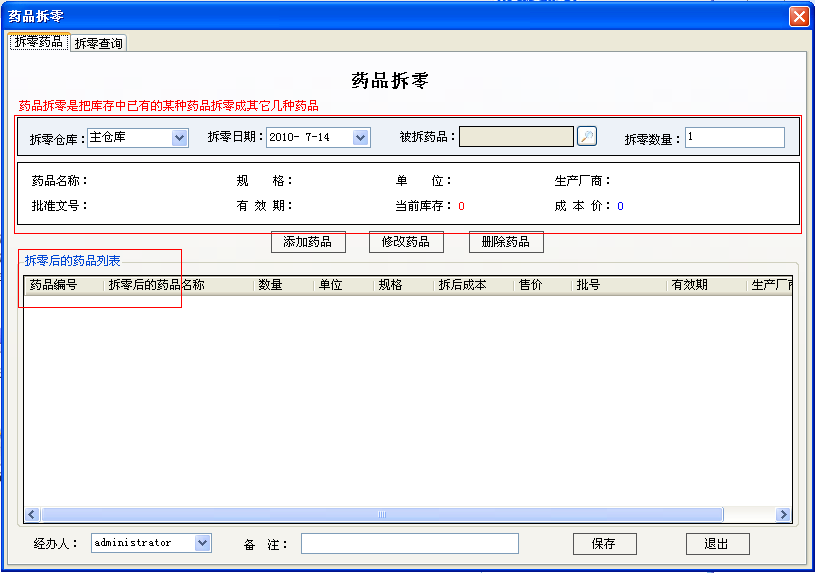 药品拆零
拆零药品 拆零查询
药品拆零
药品拆零是把库存中已有的某种药品拆零成其它几种药品
拆零仓库： 主仓库 拆零日期： 2010- 7-14 被拆药品： 拆零数量： 1
药品名称： 规 格： 单 位： 生产厂商：
批准文号： 有 效 期： 当前库存： 0 成 本 价： 0
添加药品 修改药品 删除药品
拆零后的药品列表
药品编号 拆零后的药品名称 数量 单位 规格 拆后成本 售价 批号 有效期 生产厂商
经办人： administrator 备 注： 保存 退出